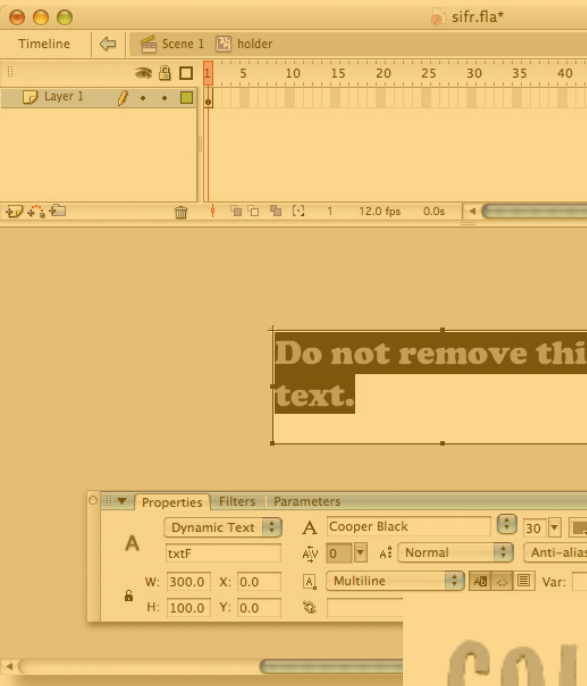 sifr.fla*
Timeline
Scene 1
holder
1 5 10 15 20 25 30 35 40
Layer 1
1 12.0 fps 0.0s
Do not remove thi
text.
Properties Filters Parameters
Dynamic Text A Cooper Black 30
A
txtF A|V 0 A Normal Anti-alias
W: 300.0 X: 0.0 A Multiline AB <> Var:
H: 100.0 Y: 0.0